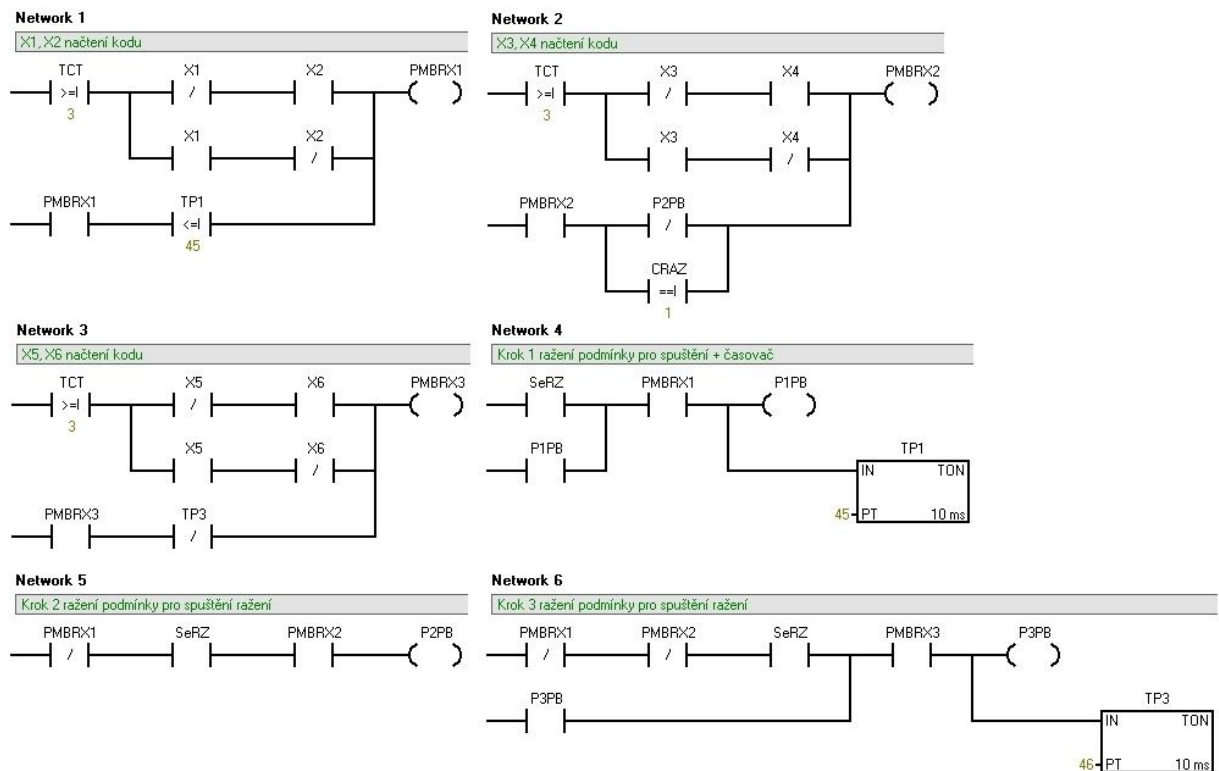 Network 1
X1, X2 načtení kodu
TCT X1 X2 PMBRX1
>=I /
3
X1 X2
/
PMBRX1 TP1
<=I
45
Network 2
X3, X4 načtení kodu
TCT X3 X4 PMBRX2
>=I /
3
X3 X4
/
PMBRX2 P2PB
/
CRAZ
==I
1
Network 3
X5, X6 načtení kodu
TCT X5 X6 PMBRX3
>=I /
3
X5 X6
/
PMBRX3 TP3
/
Network 4
Krok 1 ražení podmínky pro spuštění + časovač
SeRZ PMBRX1 P1PB
P1PB TP1
IN TON
45 PT 10 ms
Network 5
Krok 2 ražení podmínky pro spuštění ražení
PMBRX1 SeRZ PMBRX2 P2PB
/
Network 6
Krok 3 ražení podmínky pro spuštění ražení
PMBRX1 PMBRX2 SeRZ PMBRX3 P3PB
/ /
P3PB TP3
IN TON
46 PT 10 ms